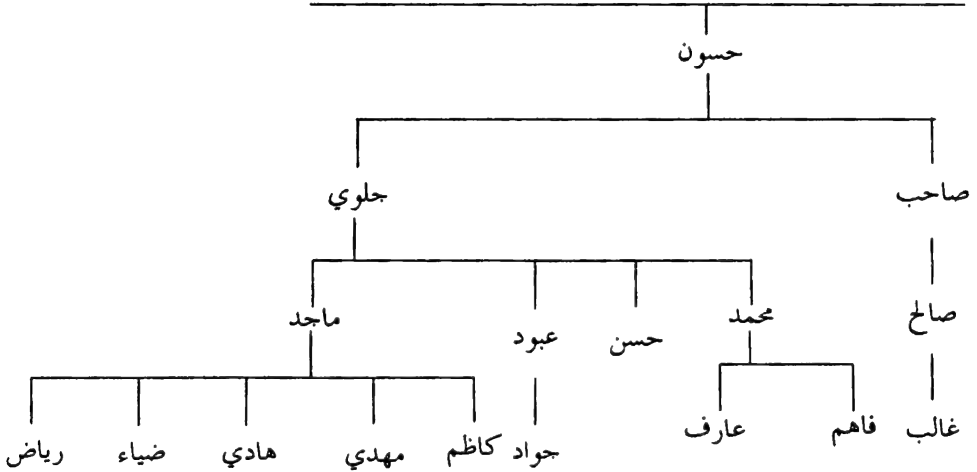 حسون
صاحب جلوي
صالح محمد حسن عبود ماجد
غالب فاهم عارف جواد كاظم مهدي هادي ضياء رياض